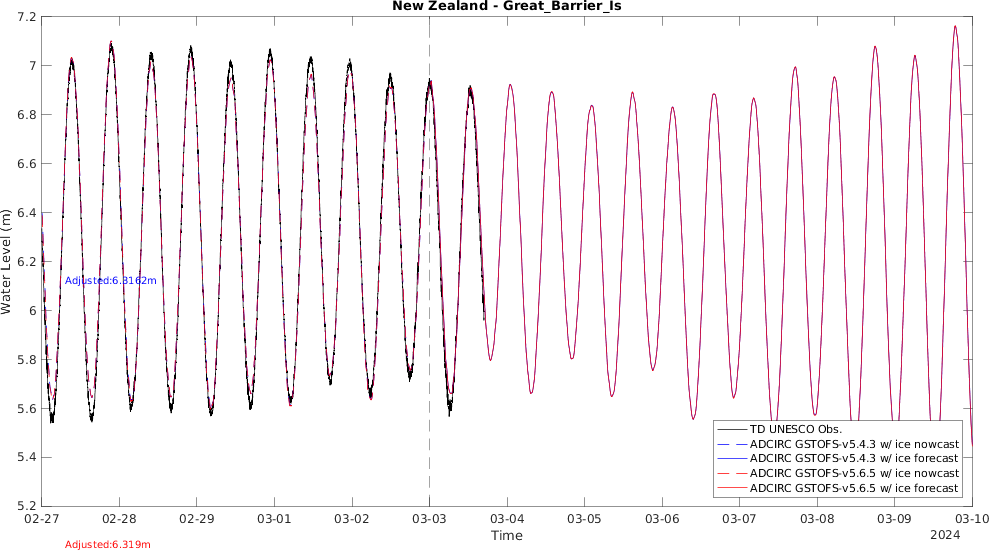 New Zealand - Great_Barrier_Is
Water Level (m)
7.2
7
6.8
6.6
6.4
6.2
6
5.8
5.6
5.4
5.2
Adjusted:6.3162m
TD UNESCO Obs.
ADCIRC GSTOFS-v5.4.3 w/ ice nowcast
ADCIRC GSTOFS-v5.4.3 w/ ice forecast
ADCIRC GSTOFS-v5.6.5 w/ ice nowcast
ADCIRC GSTOFS-v5.6.5 w/ ice forecast
02-27 02-28 02-29 03-01 03-02 03-03 03-04 03-05 03-06 03-07 03-08 03-09 03-10
Time
2024
Adjusted:6.319m